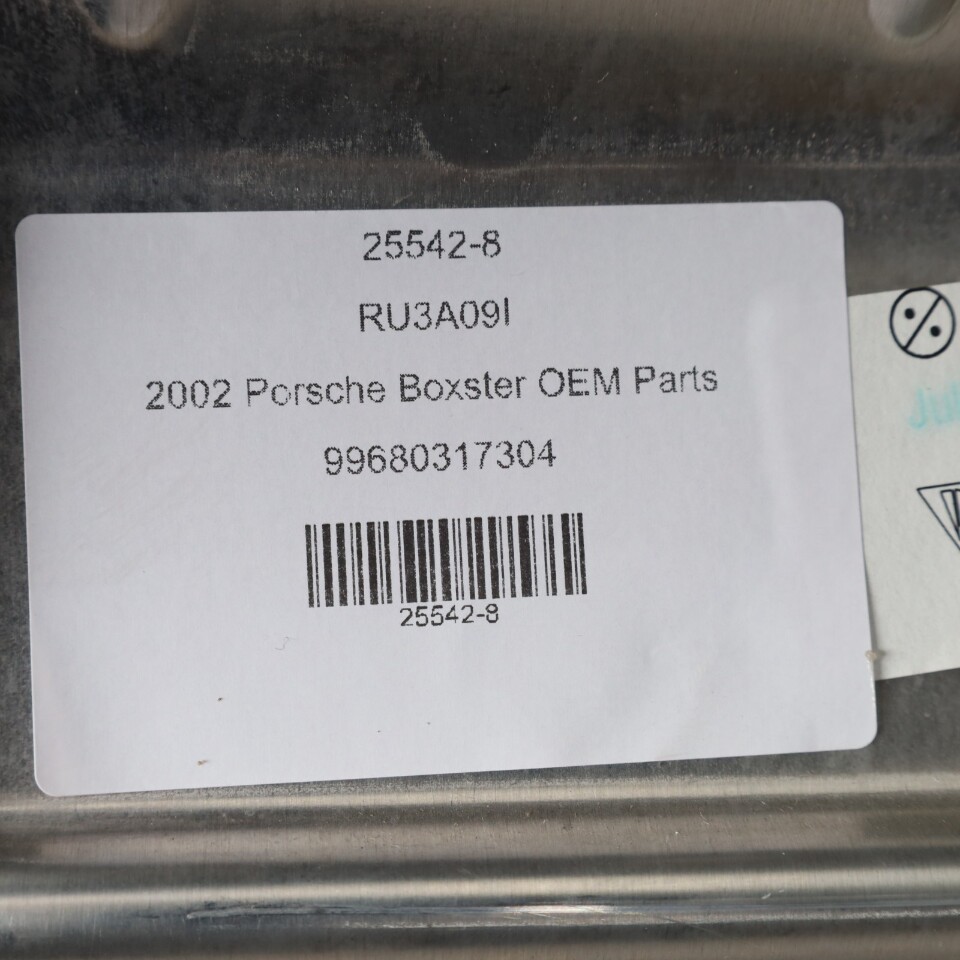 25542-8
RU3A09I
2002 Porsche Boxster OEM Parts
99680317304
25542-8